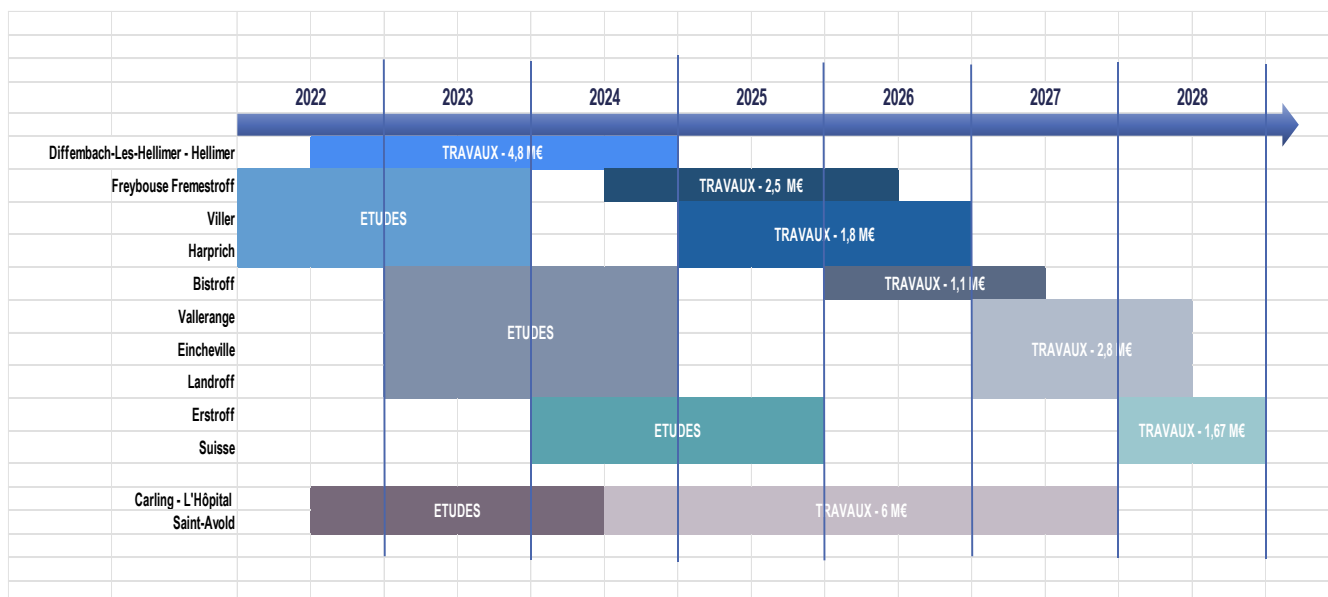 2022 2023 2024 2025 2026 2027 2028
Diffembach-Les-Hellimer - Hellimer TRAVAUX - 4,8 M€
Freybouse Fremestroff TRAVAUX - 2,5 M€
Viller ETUDES
TRAVAUX - 1,8 M€
Harprich
Bistroff TRAVAUX - 1,1 M€
Vallerange
ETUDES
Eincheville TRAVAUX - 2,8 M€
Landroff
Erstroff
ETUDES TRAVAUX - 1,67 M€
Suisse
Carling - L'Hôpital
ETUDES TRAVAUX - 6 M€
Saint-Avold